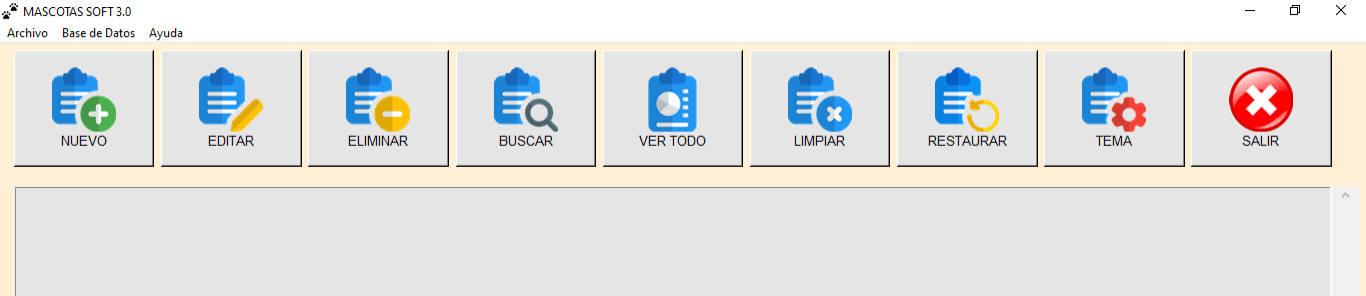 MASCOTAS SOFT 3.0
Archivo Base de Datos Ayuda
NUEVO EDITAR ELIMINAR BUSCAR VER TODO LIMPIAR RESTAURAR TEMA SALIR